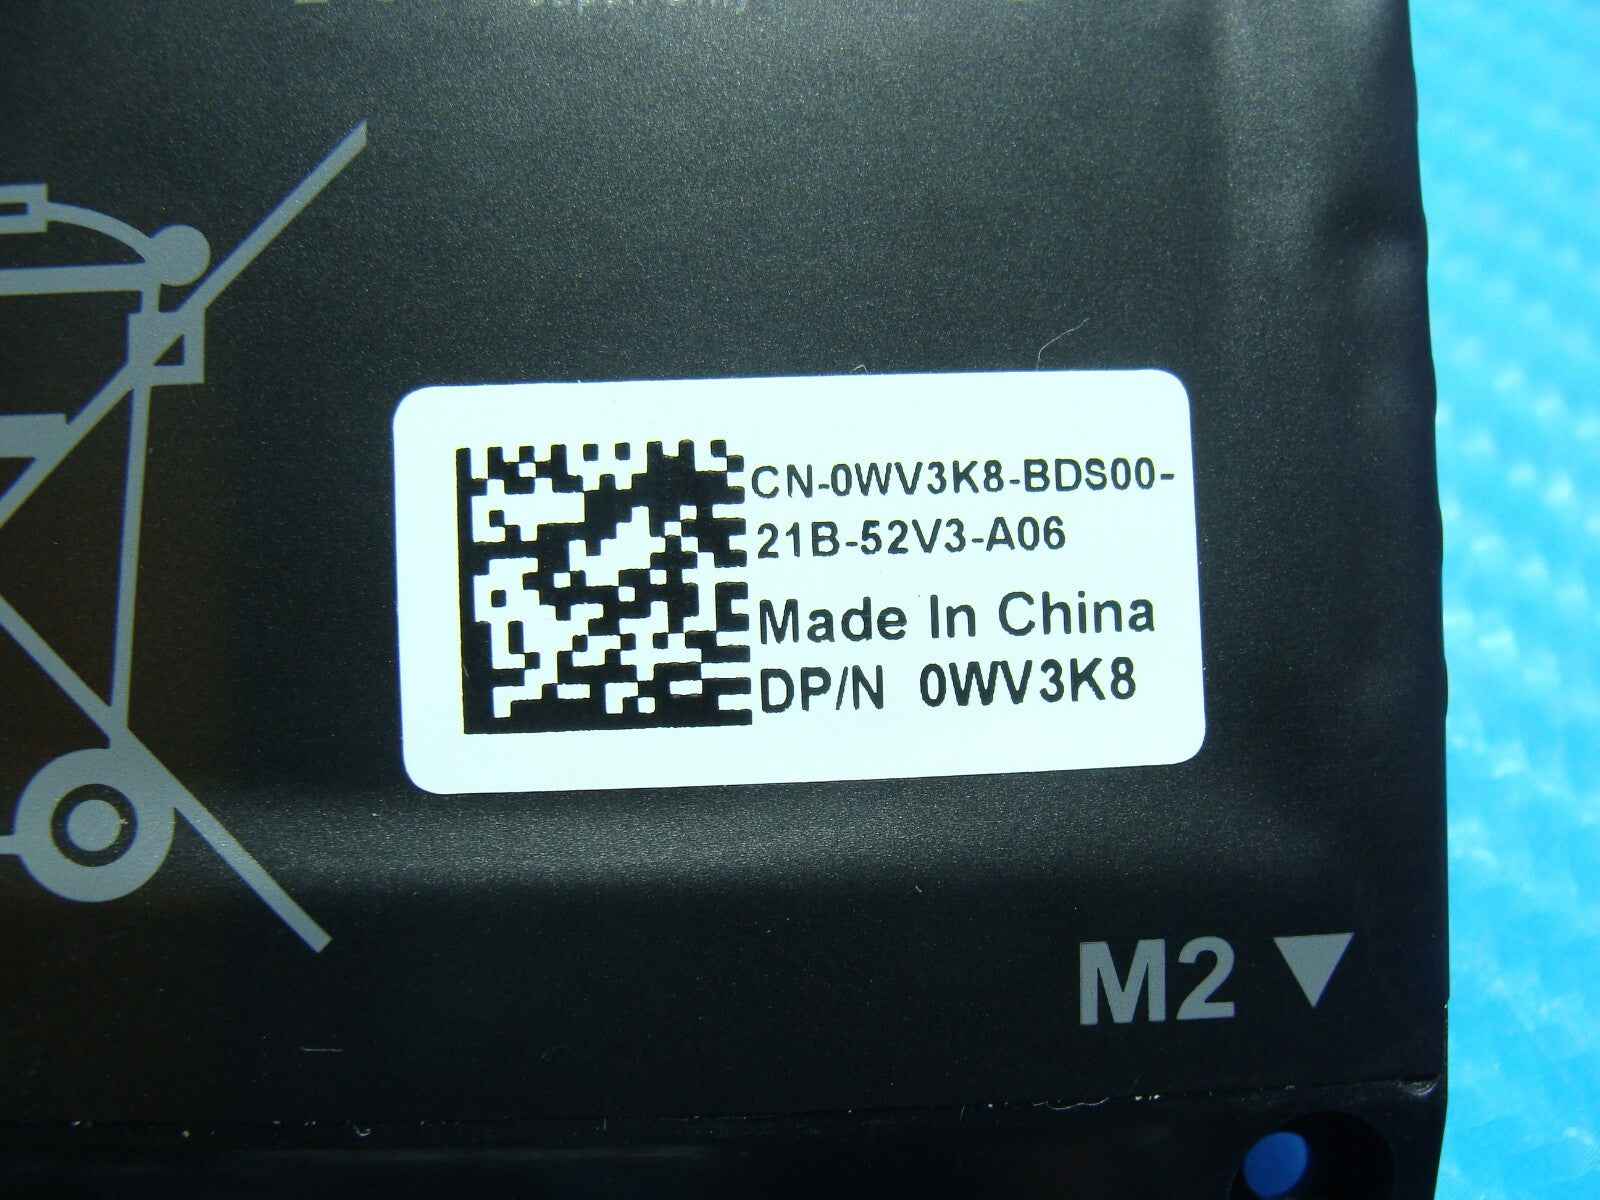 CN-0WV3K8-BDS00-
21B-52V3-A06
Made In China
DP/N 0WV3K8
M2